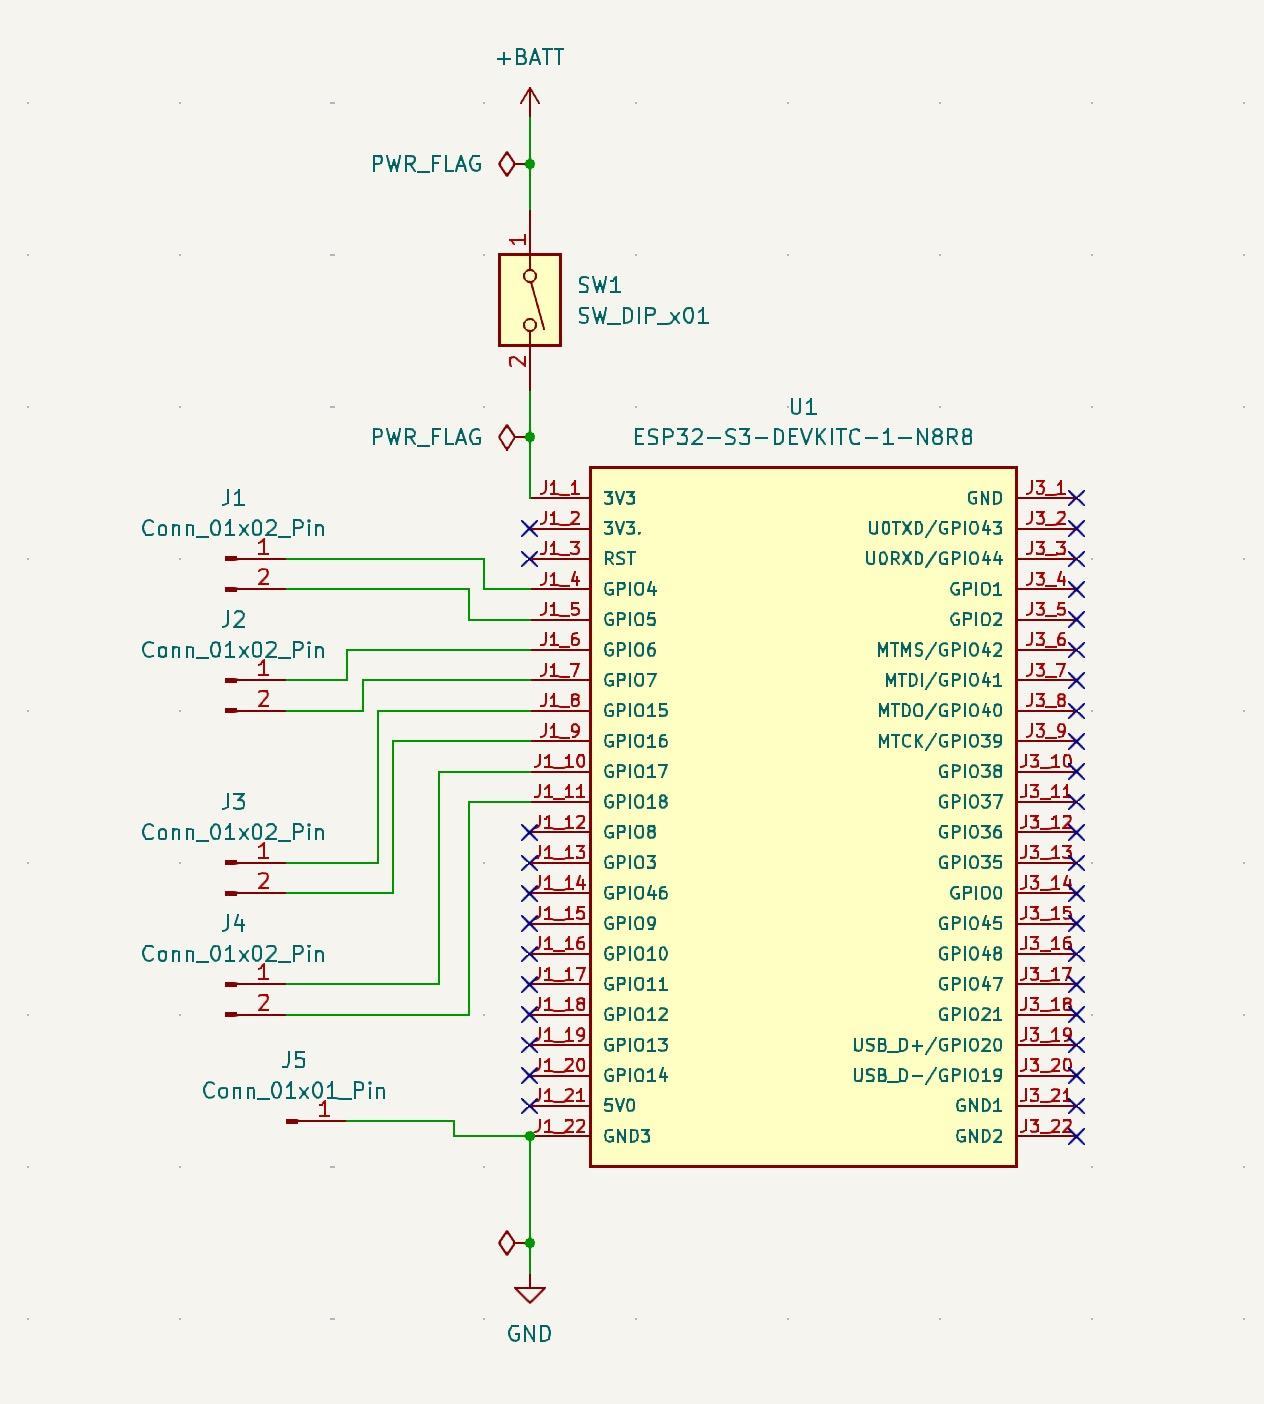 +BATT
PWR_FLAG
1
SW1
SW_DIP_x01
2
PWR_FLAG
U1
ESP32-S3-DEVKITC-1-N8R8
J1
Conn_01x02_Pin
1
2
J2
Conn_01x02_Pin
1
2
J3
Conn_01x02_Pin
1
2
J4
Conn_01x02_Pin
1
2
J5
Conn_01x01_Pin
1
J1_1 3V3 GND J3_1
J1_2 3V3. U0TXD/GPIO43 J3_2
J1_3 RST U0RXD/GPIO44 J3_3
J1_4 GPIO4 GPIO1 J3_4
J1_5 GPIO5 GPIO2 J3_5
J1_6 GPIO6 MTMS/GPIO42 J3_6
J1_7 GPIO7 MTDI/GPIO41 J3_7
J1_8 GPIO15 MTDO/GPIO40 J3_8
J1_9 GPIO16 MTCK/GPIO39 J3_9
J1_10 GPIO17 GPIO38 J3_10
J1_11 GPIO18 GPIO37 J3_11
J1_12 GPIO8 GPIO36 J3_12
J1_13 GPIO3 GPIO35 J3_13
J1_14 GPIO46 GPIO0 J3_14
J1_15 GPIO9 GPIO45 J3_15
J1_16 GPIO10 GPIO48 J3_16
J1_17 GPIO11 GPIO47 J3_17
J1_18 GPIO12 GPIO21 J3_18
J1_19 GPIO13 USB_D+/GPIO20 J3_19
J1_20 GPIO14 USB_D-/GPIO19 J3_20
J1_21 5V0 GND1 J3_21
J1_22 GND3 GND2 J3_22
GND